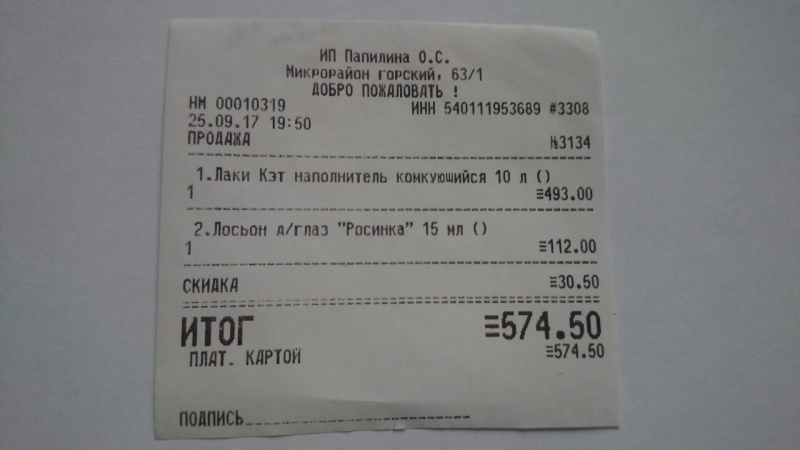 ИП Папилина О.С.
Микрорайон горский, 63/1
ДОБРО ПОЖАЛОВАТЬ !
НМ 00010319 ИНН 540111953689 #3308
25.09.17 19:50
ПРОДАЖА №3134
1.Лаки Кэт наполнитель комкующийся 10 л ()
1 ≡493.00
2.Лосьон д/глаз "Росинка" 15 мл ()
1 ≡112.00
СКИДКА ≡30.50
ИТОГ ≡574.50
ПЛАТ. КАРТОЙ ≡574.50
ПОДПИСЬ